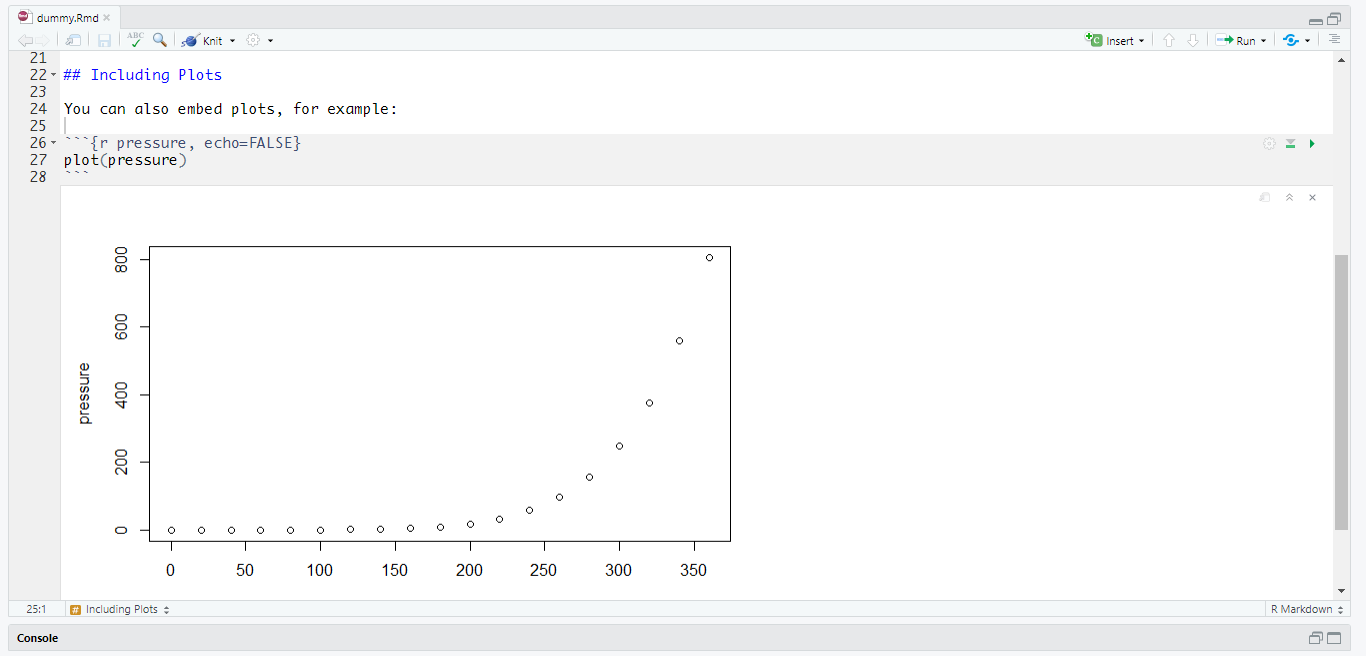 dummy.Rmd
ABC Knit Insert Run
21
22 ## Including Plots
23
24 You can also embed plots, for example:
25
26 ```{r pressure, echo=FALSE}
27 plot(pressure)
28 ```
800
600
pressure
400
200
0
0 50 100 150 200 250 300 350
25:1 # Including Plots R Markdown
Console